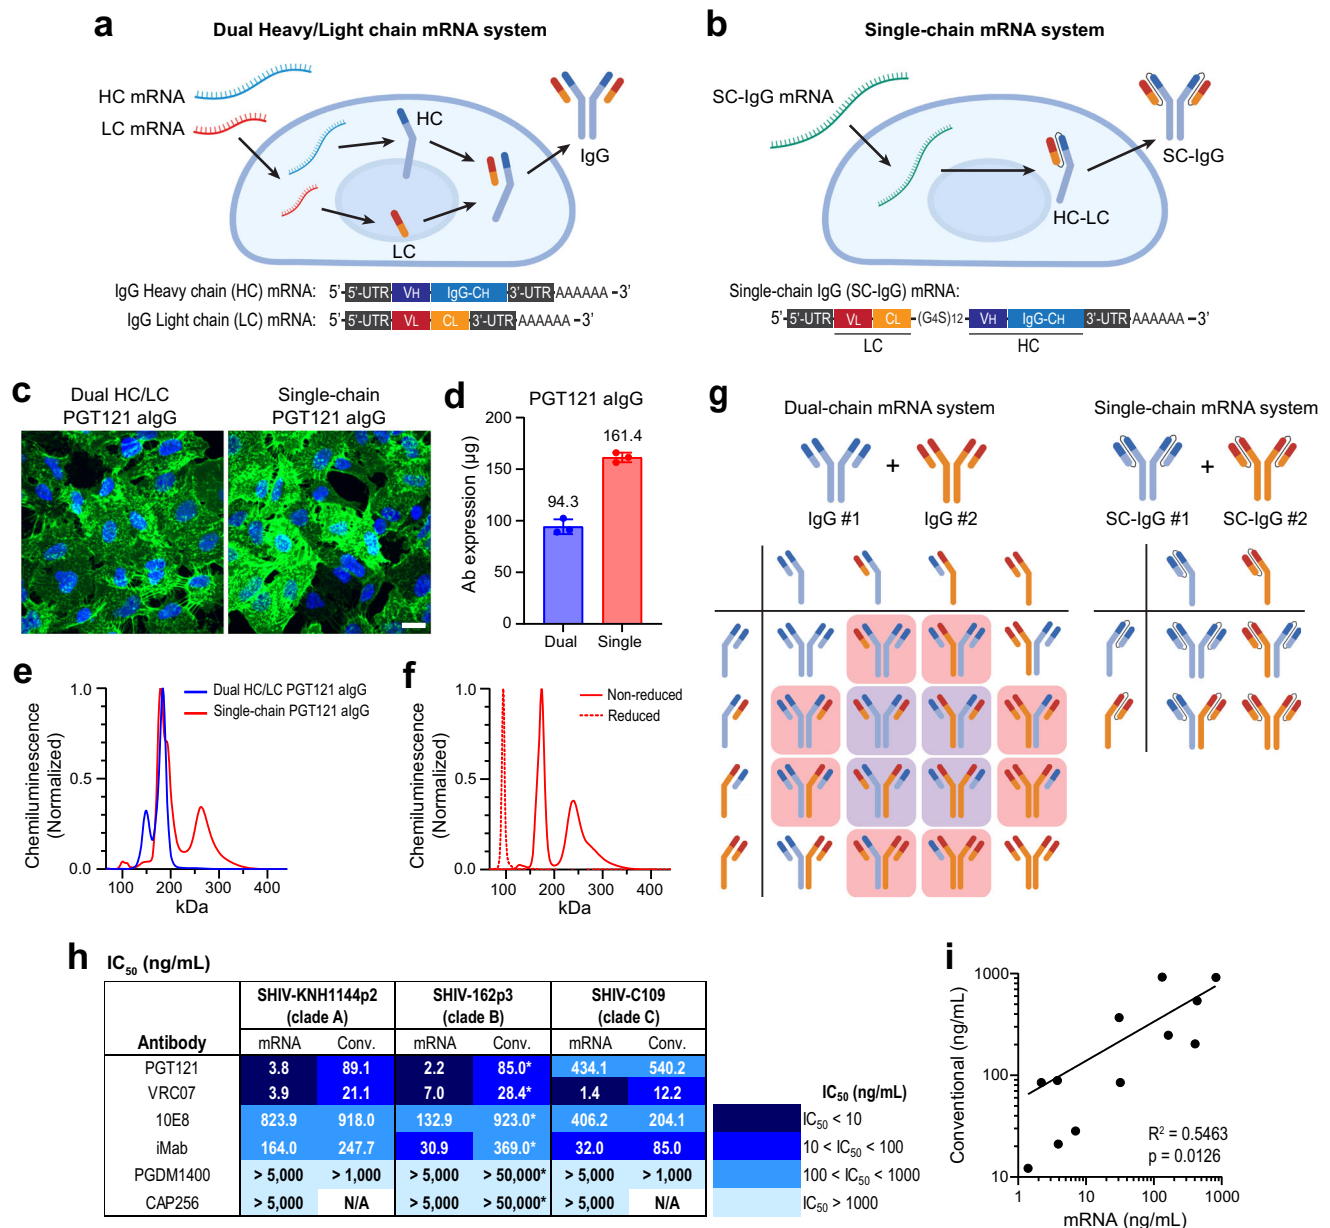 a
Dual Heavy/Light chain mRNA system
HC mRNA
LC mRNA
HC
LC
IgG
IgG Heavy chain (HC) mRNA: 5'- 5'-UTR VH IgG-CH 3'-UTR AAAAAA –3'
IgG Light chain (LC) mRNA: 5'- 5'-UTR VL CL 3'-UTR AAAAAA – 3'
b
Single-chain mRNA system
SC-IgG mRNA
HC-LC
SC-IgG
Single-chain IgG (SC-IgG) mRNA:
5'- 5'-UTR VL CL –(G4S)12– VH IgG-CH 3'-UTR AAAAAA –3'
LC HC
c
Dual HC/LC
PGT121 aIgG
Single-chain
PGT121 aIgG
d
PGT121 aIgG
Ab expression (µg)
200
150
100
50
0
94.3
161.4
Dual Single
e
Chemiluminescence
(Normalized)
1.0
0.5
0.0
Dual HC/LC PGT121 aIgG
Single-chain PGT121 aIgG
100 200 300 400
kDa
f
Chemiluminescence
(Normalized)
1.0
0.5
0.0
Non-reduced
Reduced
100 200 300 400
kDa
g
Dual-chain mRNA system
+
IgG #1 IgG #2
Single-chain mRNA system
+
SC-IgG #1 SC-IgG #2
h
IC50 (ng/mL)
Antibody SHIV-KNH1144p2 (clade A) SHIV-162p3 (clade B) SHIV-C109 (clade C)
mRNA Conv. mRNA Conv. mRNA Conv.
PGT121 3.8 89.1 2.2 85.0* 434.1 540.2
VRC07 3.9 21.1 7.0 28.4* 1.4 12.2
10E8 823.9 918.0 132.9 923.0* 406.2 204.1
iMab 164.0 247.7 30.9 369.0* 32.0 85.0
PGDM1400 > 5,000 > 1,000 > 5,000 > 50,000* > 5,000 > 1,000
CAP256 > 5,000 N/A > 5,000 > 50,000* > 5,000 N/A
IC50 (ng/mL)
IC50 < 10
10 < IC50 < 100
100 < IC50 < 1000
IC50 > 1000
i
Conventional (ng/mL)
1000
100
10
R2 = 0.5463
p = 0.0126
1 10 100 1000
mRNA (ng/mL)